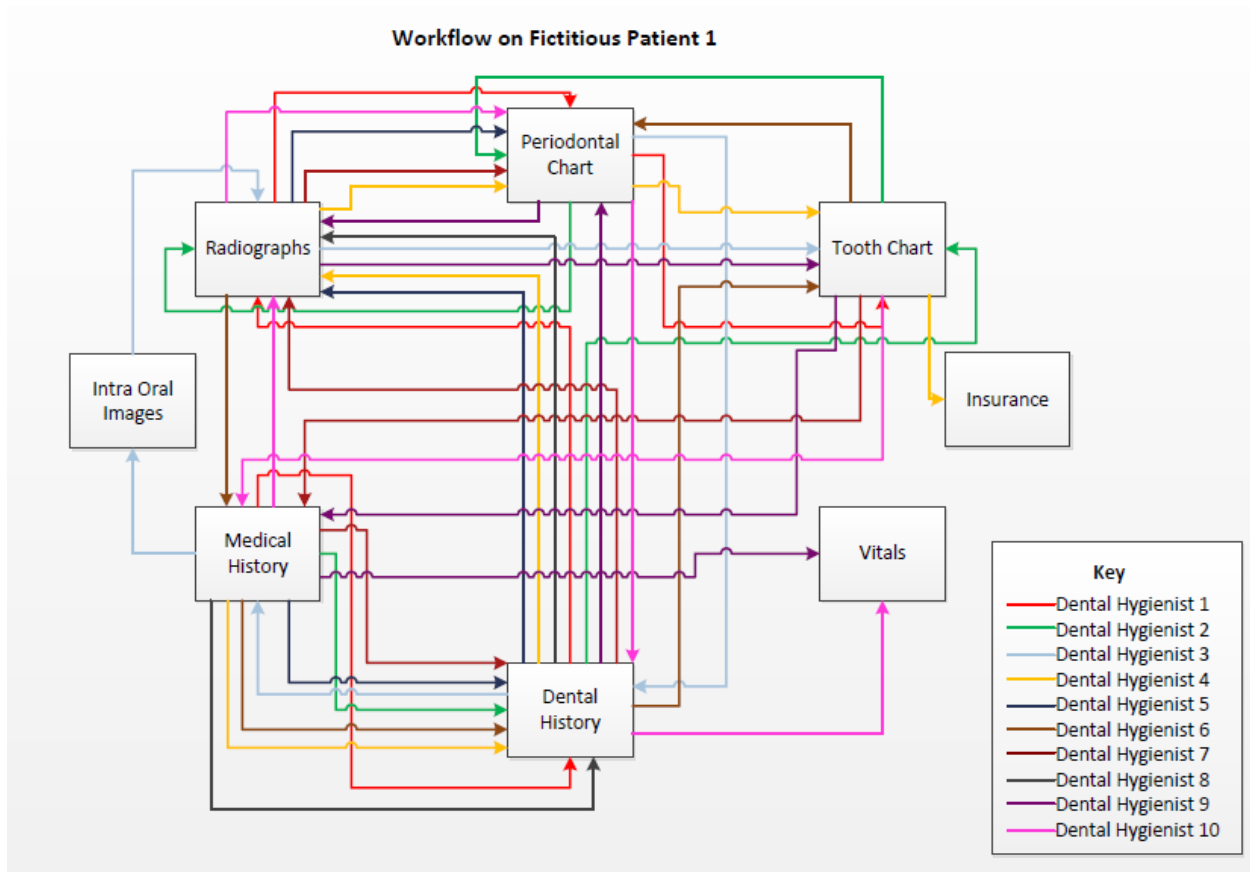 Workflow on Fictitious Patient 1
Periodontal
Chart
Radiographs
Tooth Chart
Intra Oral
Images
Insurance
Medical
History
Vitals
Dental
History
Key
Dental Hygienist 1
Dental Hygienist 2
Dental Hygienist 3
Dental Hygienist 4
Dental Hygienist 5
Dental Hygienist 6
Dental Hygienist 7
Dental Hygienist 8
Dental Hygienist 9
Dental Hygienist 10